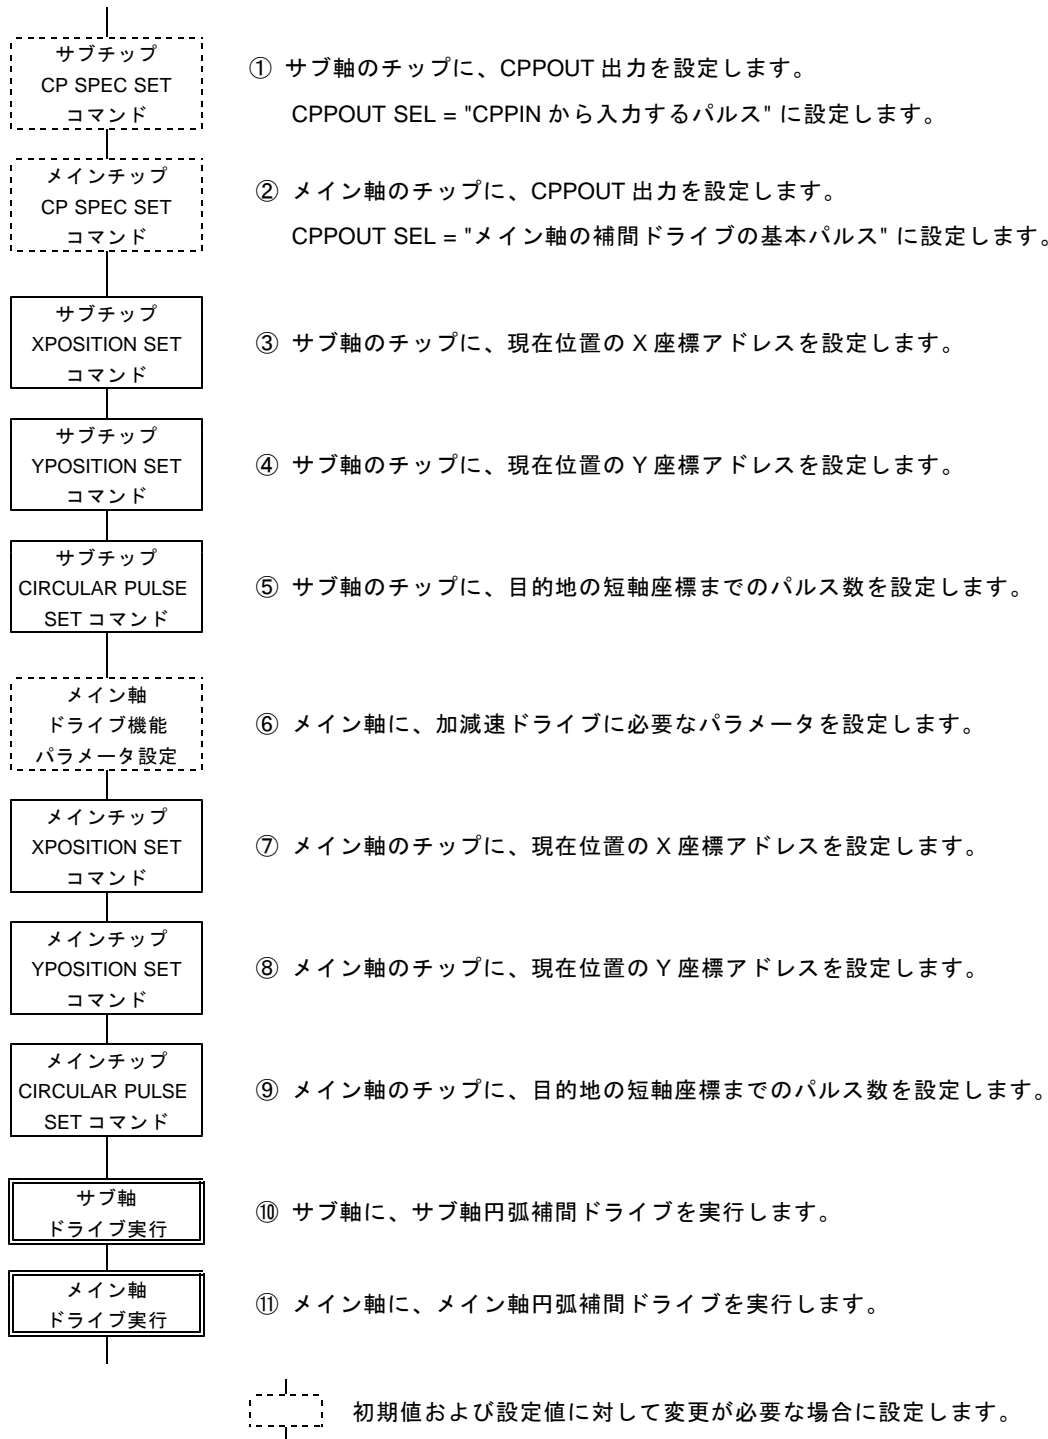 サブチップ
CP SPEC SET
コマンド
① サブ軸のチップに、CPPOUT 出力を設定します。
CPPOUT SEL = "CPPIN から入力するパルス" に設定します。
メインチップ
CP SPEC SET
コマンド
② メイン軸のチップに、CPPOUT 出力を設定します。
CPPOUT SEL = "メイン軸の補間ドライブの基本パルス" に設定します。
サブチップ
XPOSITION SET
コマンド
③ サブ軸のチップに、現在位置の X 座標アドレスを設定します。
サブチップ
YPOSITION SET
コマンド
④ サブ軸のチップに、現在位置の Y 座標アドレスを設定します。
サブチップ
CIRCULAR PULSE
SET コマンド
⑤ サブ軸のチップに、目的地の短軸座標までのパルス数を設定します。
メイン軸
ドライブ機能
パラメータ設定
⑥ メイン軸に、加減速ドライブに必要なパラメータを設定します。
メインチップ
XPOSITION SET
コマンド
⑦ メイン軸のチップに、現在位置の X 座標アドレスを設定します。
メインチップ
YPOSITION SET
コマンド
⑧ メイン軸のチップに、現在位置の Y 座標アドレスを設定します。
メインチップ
CIRCULAR PULSE
SET コマンド
⑨ メイン軸のチップに、目的地の短軸座標までのパルス数を設定します。
サブ軸
ドライブ実行
⑩ サブ軸に、サブ軸円弧補間ドライブを実行します。
メイン軸
ドライブ実行
⑪ メイン軸に、メイン軸円弧補間ドライブを実行します。
初期値および設定値に対して変更が必要な場合に設定します。